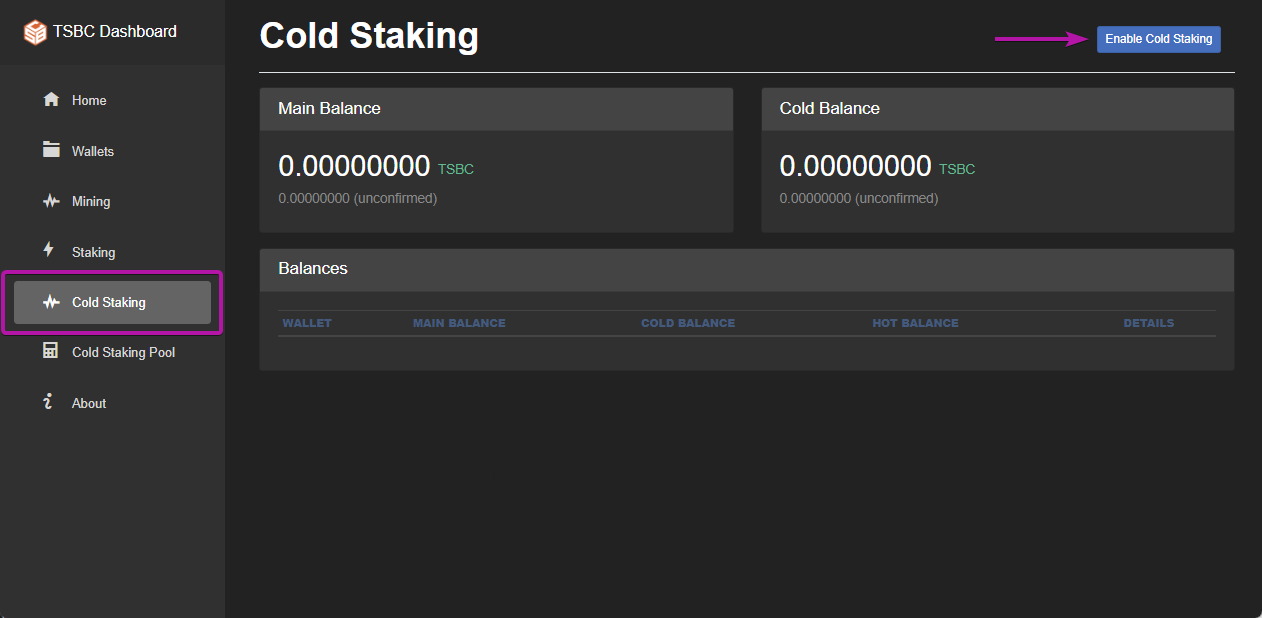 TSBC Dashboard
Home
Wallets
Mining
Staking
Cold Staking
Cold Staking Pool
About
Cold Staking
Enable Cold Staking
Main Balance
0.00000000 TSBC
0.00000000 (unconfirmed)
Cold Balance
0.00000000 TSBC
0.00000000 (unconfirmed)
Balances
WALLET MAIN BALANCE COLD BALANCE HOT BALANCE DETAILS